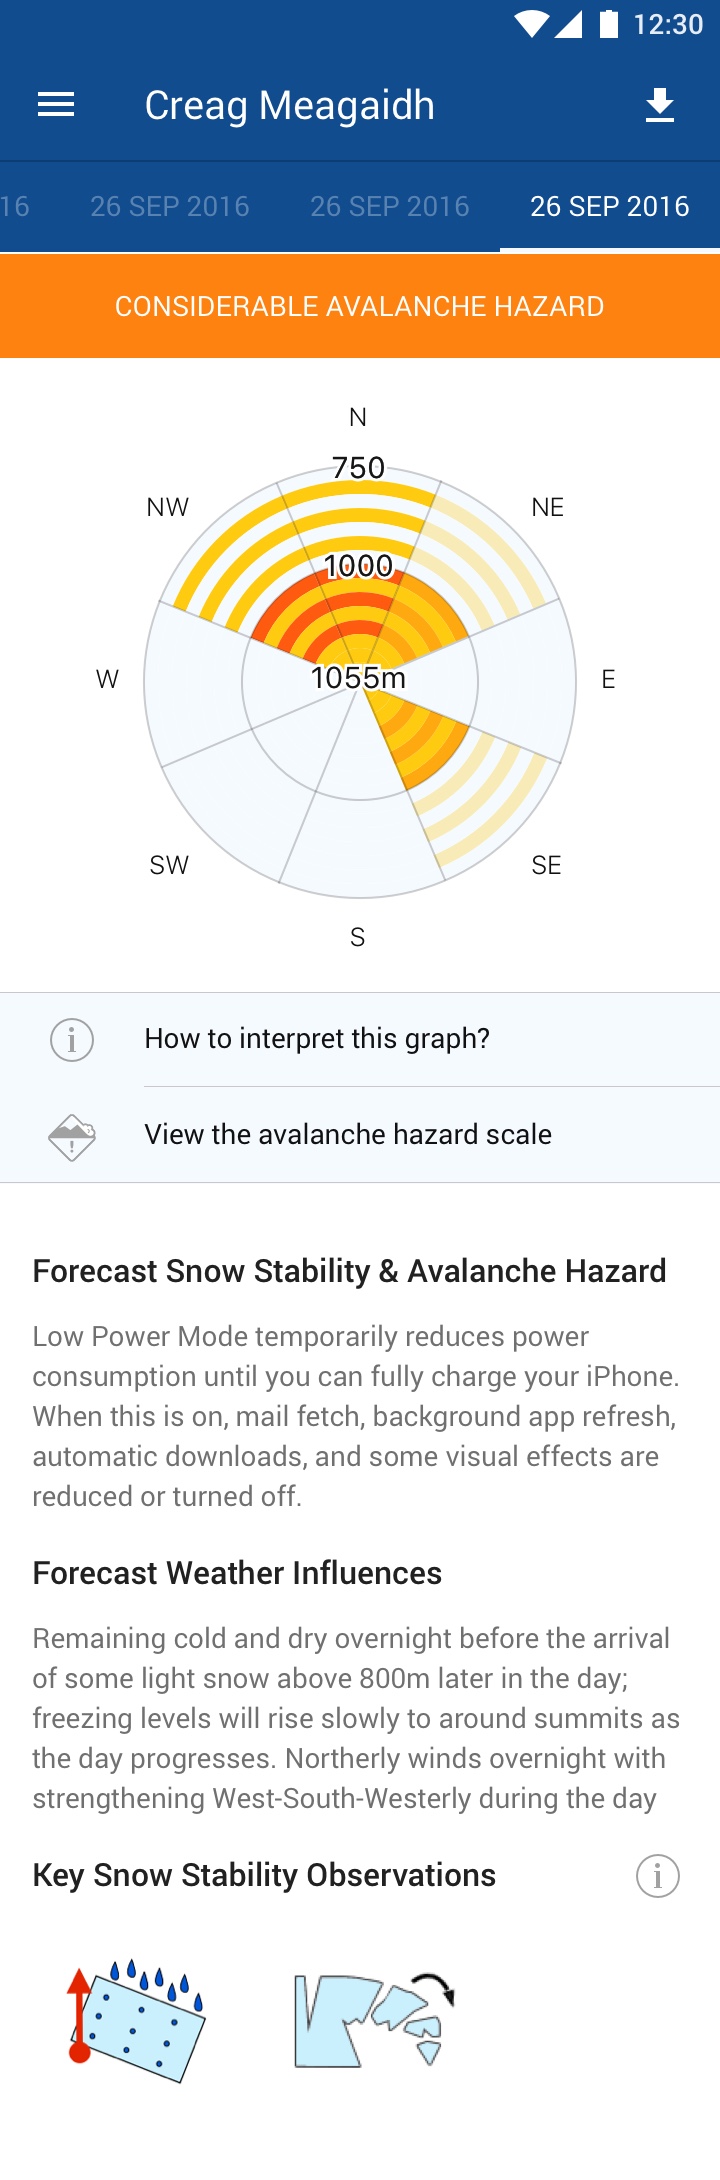 12:30
Creag Meagaidh
16 26 SEP 2016 26 SEP 2016 26 SEP 2016
CONSIDERABLE AVALANCHE HAZARD
N
750
NW NE
1000
W 1055m E
SW SE
S
How to interpret this graph?
View the avalanche hazard scale
Forecast Snow Stability & Avalanche Hazard
Low Power Mode temporarily reduces power
consumption until you can fully charge your iPhone.
When this is on, mail fetch, background app refresh,
automatic downloads, and some visual effects are
reduced or turned off.
Forecast Weather Influences
Remaining cold and dry overnight before the arrival
of some light snow above 800m later in the day;
freezing levels will rise slowly to around summits as
the day progresses. Northerly winds overnight with
strengthening West-South-Westerly during the day
Key Snow Stability Observations